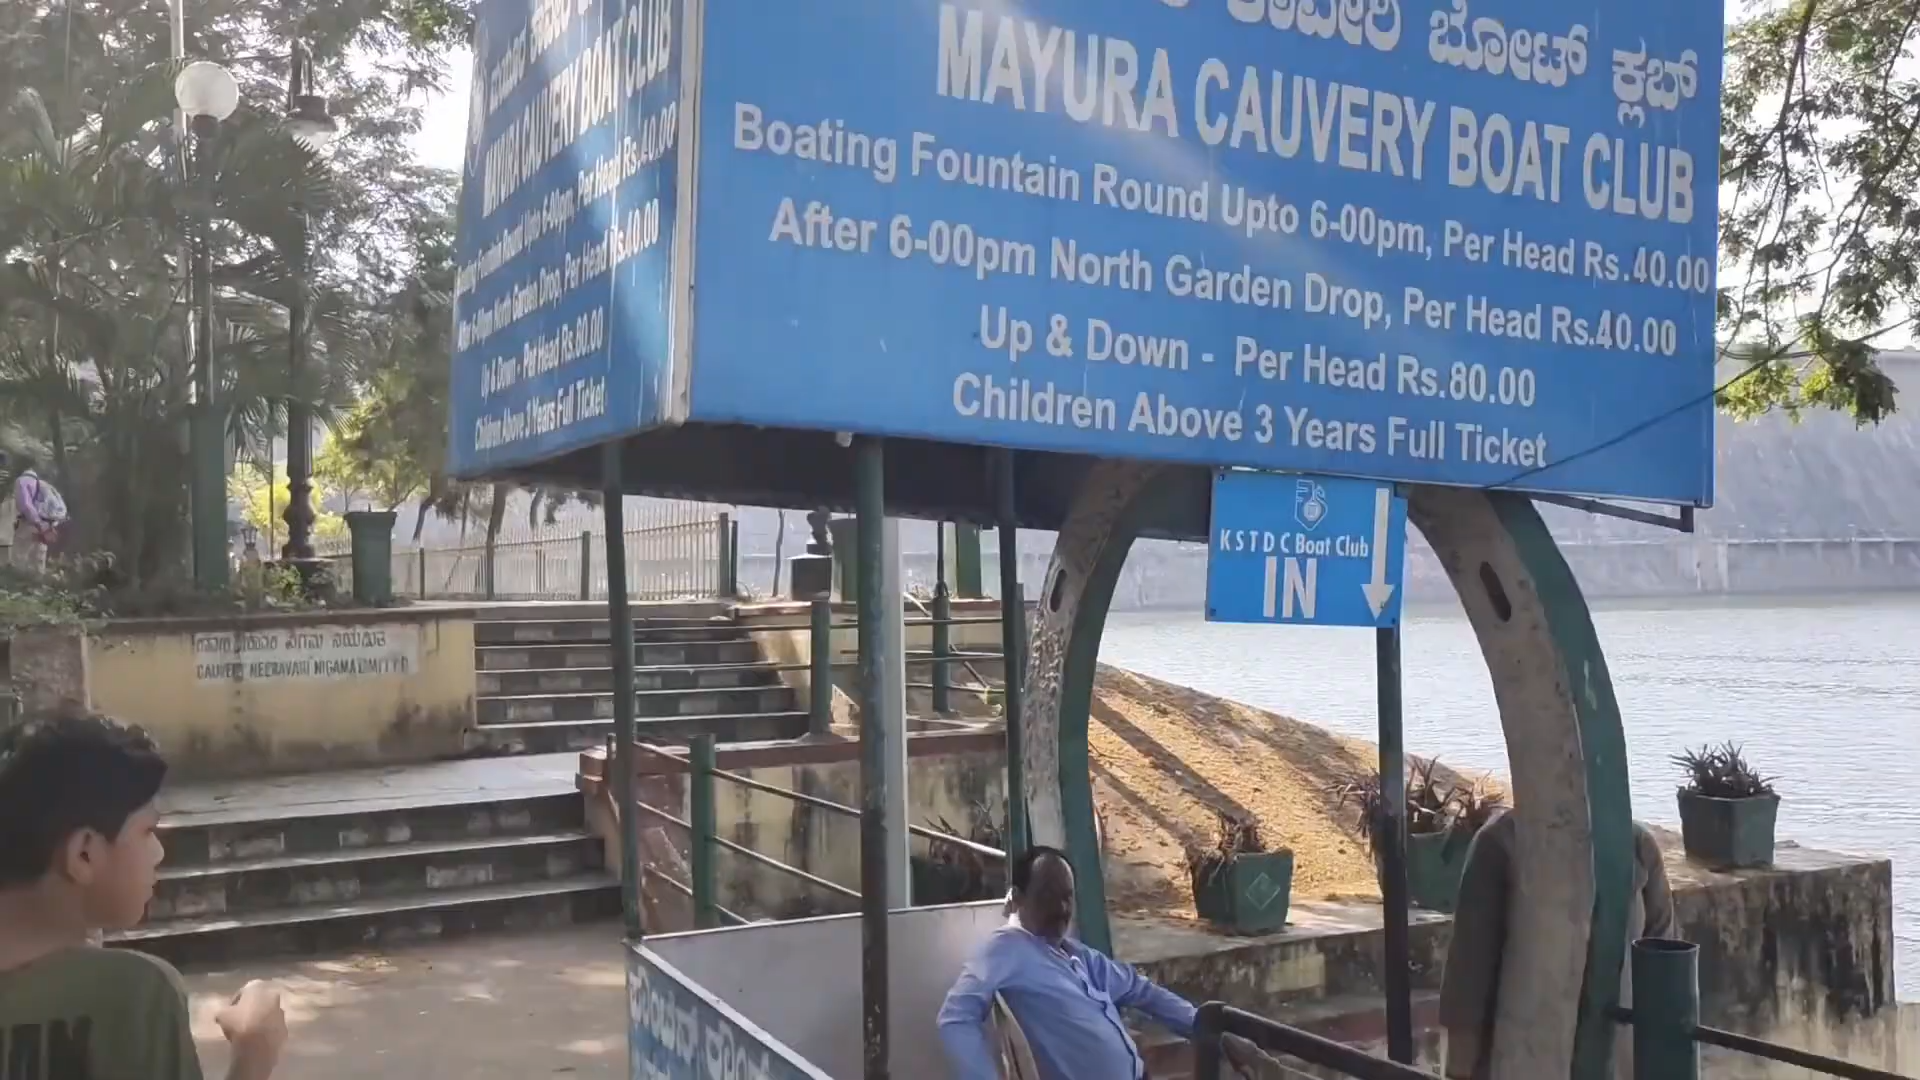 ಕಾವೇರಿ ಬೋಟ್ ಕ್ಲಬ್
MAYURA CAUVERY BOAT CLUB
Boating Fountain Round Upto 6-00pm, Per Head Rs.40.00
After 6-00pm North Garden Drop, Per Head Rs.40.00
Up & Down - Per Head Rs.80.00
Children Above 3 Years Full Ticket
MAYURA CAUVERY BOAT CLUB
Boating Fountain Round Upto 6-00pm, Per Head Rs.40.00
After 6-00pm North Garden Drop, Per Head Rs.40.00
Up & Down - Per Head Rs.80.00
Children Above 3 Years Full Ticket
K S T D C Boat Club
IN
ನಿಗಮ ನಿಯಮಿತ
CAUVERY NEERAVARI NIGAMA LIMITED